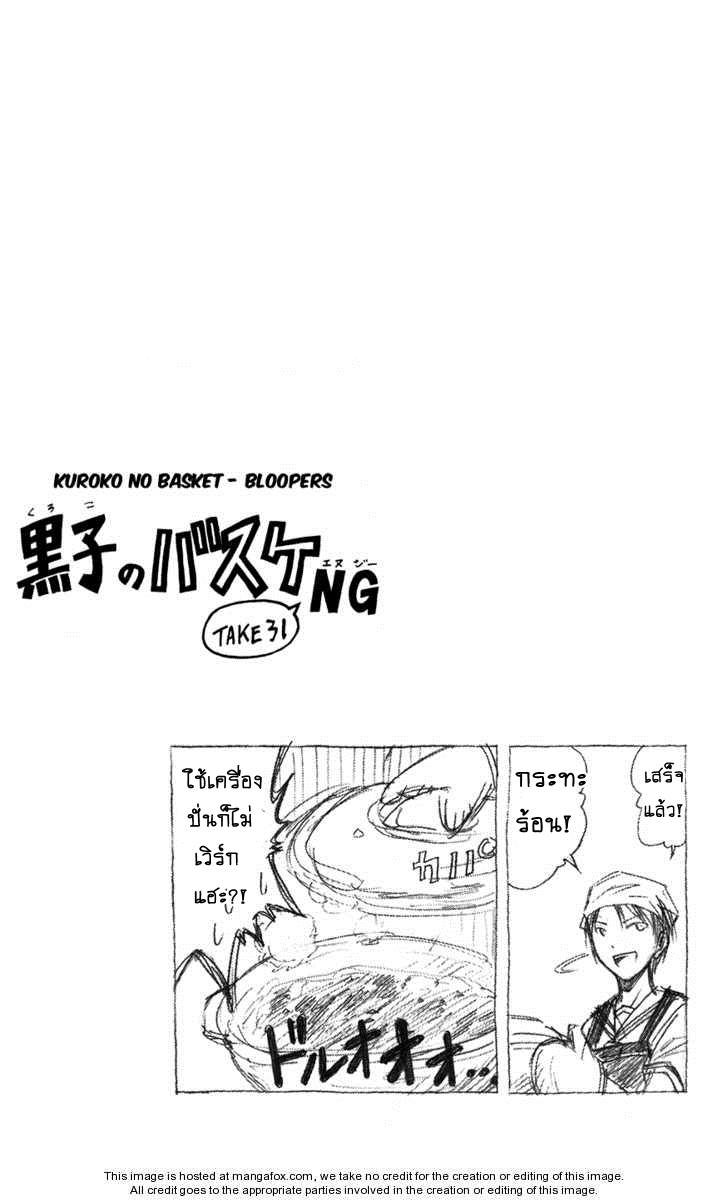 KUROKO NO BASKET - BLOOPERS
くろこ
黒子のバスケ
エヌジー
NG
TAKE 31
เสร็จ
แล้ว!
กระทะ
ร้อน!
ใช้เครื่อง
ปั่นก็ไม่
เวิร์ก
แฮะ?!
カパ
ドルオオォ...
This image is hosted at mangafox.com, we take no credit for the creation or editing of this image.
All credit goes to the appropriate parties involved in the creation or editing of this image.